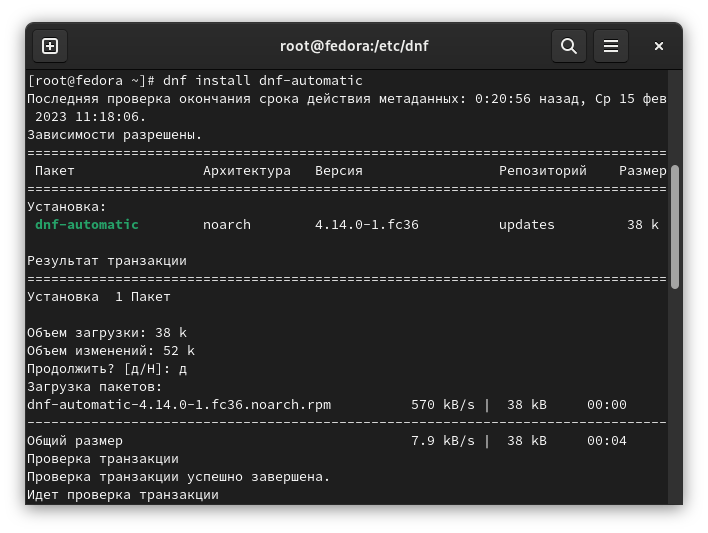 root@fedora:/etc/dnf
[root@fedora ~]# dnf install dnf-automatic
Последняя проверка окончания срока действия метаданных: 0:20:56 назад, Ср 15 фев
 2023 11:18:06.
Зависимости разрешены.
================================================================================
 Пакет                Архитектура   Версия                 Репозиторий    Размер
================================================================================
Установка:
 dnf-automatic        noarch        4.14.0-1.fc36          updates         38 k

Результат транзакции
================================================================================
Установка  1 Пакет

Объем загрузки: 38 k
Объем изменений: 52 k
Продолжить? [д/Н]: д
Загрузка пакетов:
dnf-automatic-4.14.0-1.fc36.noarch.rpm          570 kB/s |  38 kB     00:00
--------------------------------------------------------------------------------
Общий размер                                    7.9 kB/s |  38 kB     00:04
Проверка транзакции
Проверка транзакции успешно завершена.
Идет проверка транзакции